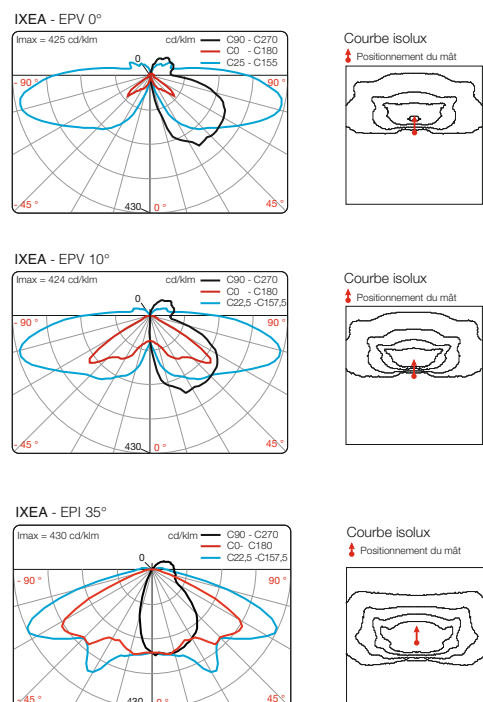 IXEA - EPV 0°
Imax = 425 cd/klm
cd/klm
C90 - C270
C0 - C180
C25 - C155
0
- 90 °
90 °
- 45 °
45 °
430
0 °
Courbe isolux
Positionnement du mât
IXEA - EPV 10°
Imax = 424 cd/klm
cd/klm
C90 - C270
C0 - C180
C22,5 -C157,5
0
- 90 °
90 °
- 45 °
45 °
430
0 °
Courbe isolux
Positionnement du mât
IXEA - EPI 35°
Imax = 430 cd/klm
cd/klm
C90 - C270
C0- C180
C22,5 -C157,5
0
- 90 °
90 °
- 45 °
45 °
430
0 °
Courbe isolux
Positionnement du mât